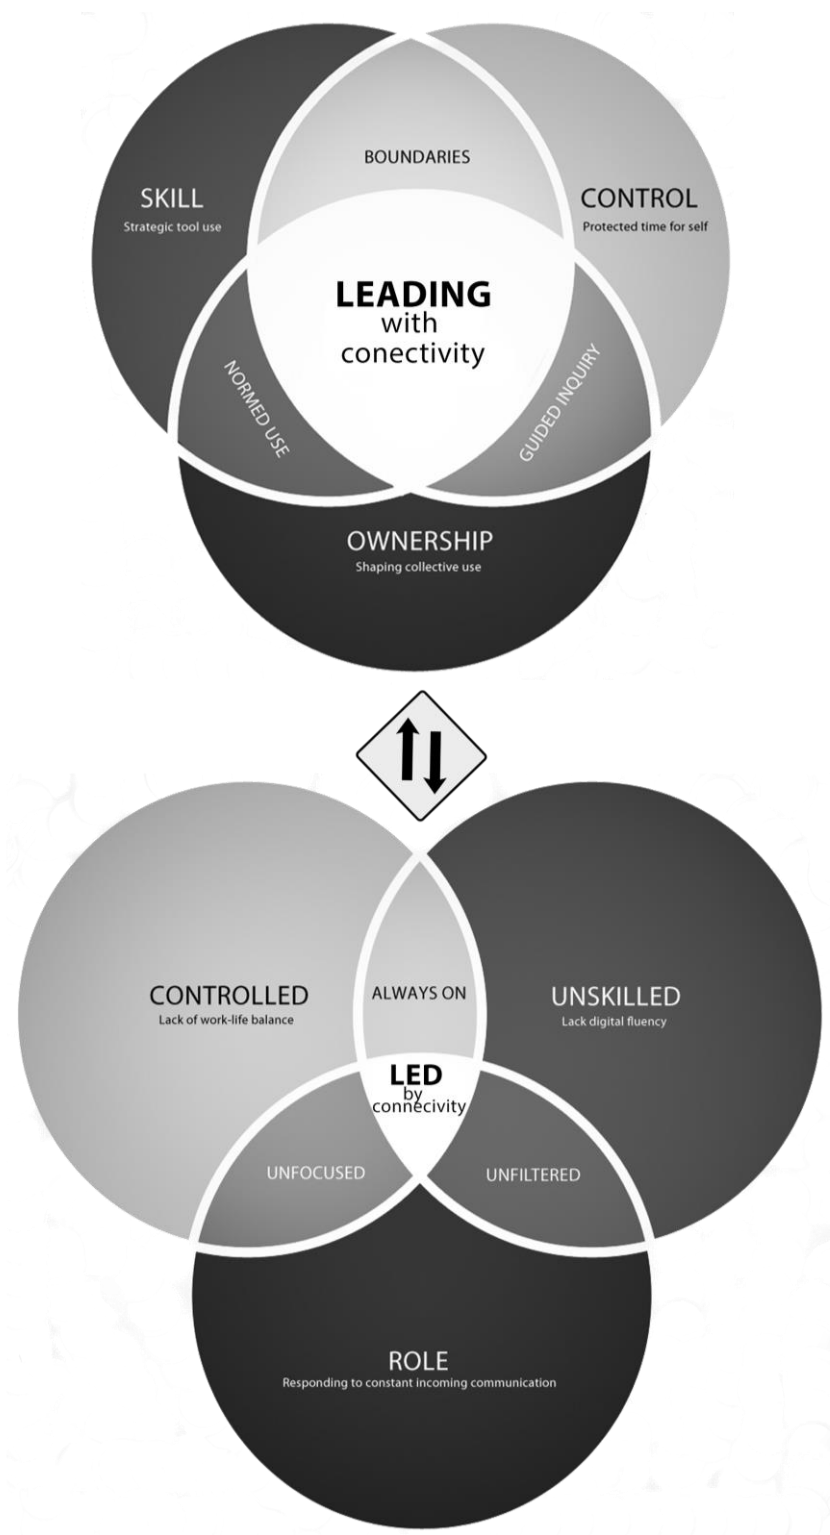 BOUNDARIES
SKILL
Strategic tool use
CONTROL
Protected time for self
LEADING
with
conectivity
NORMED USE
GUIDED INQUIRY
OWNERSHIP
Shaping collective use
CONTROLLED
Lack of work-life balance
ALWAYS ON
UNSKILLED
Lack digital fluency
LED
by
connecivity
UNFOCUSED
UNFILTERED
ROLE
Responding to constant incoming communication